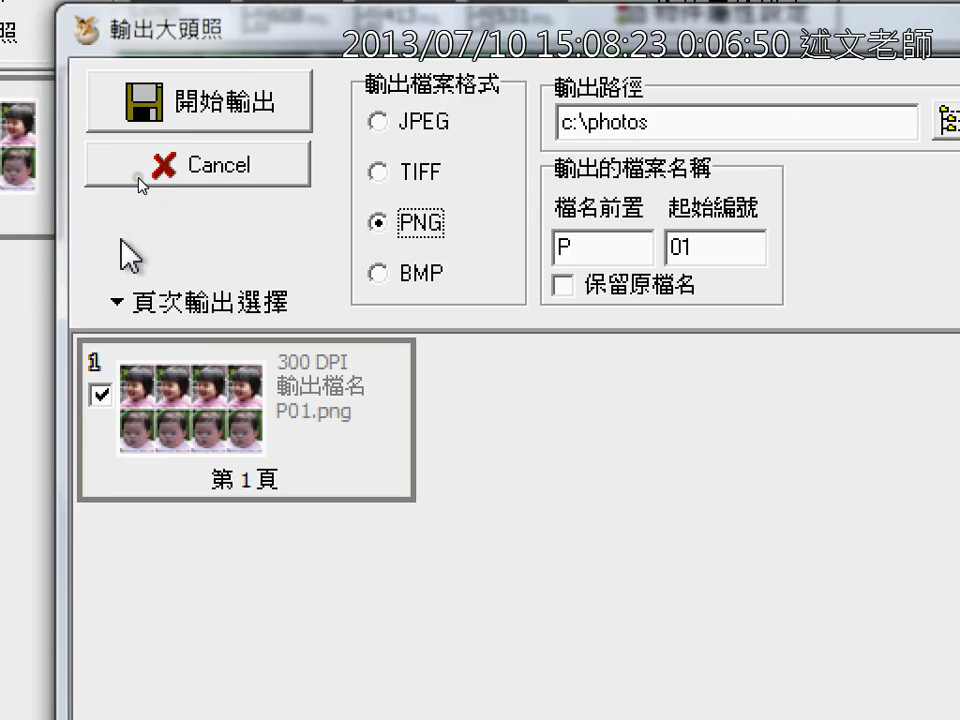 照
輸出大頭照
2013/07/10 15:08:23 0:06:50 述文老師
開始輸出
Cancel
頁次輸出選擇
輸出檔案格式
JPEG
TIFF
PNG
BMP
輸出路徑
c:\photos
輸出的檔案名稱
檔名前置 起始編號
P 01
保留原檔名
1
300 DPI
輸出檔名
P01.png
第 1 頁